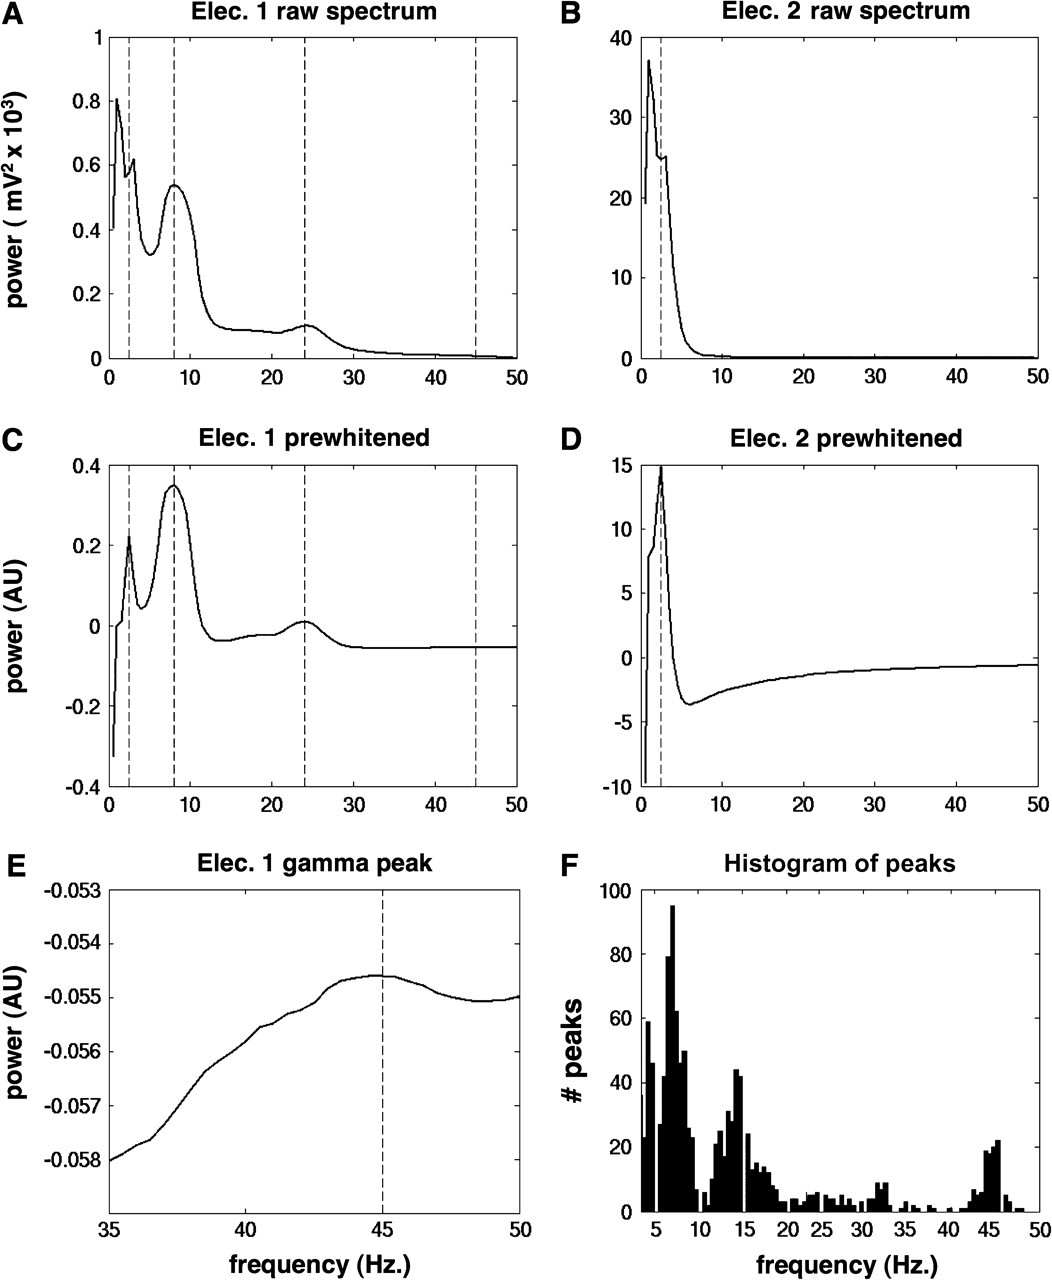 A Elec. 1 raw spectrum
power ( mV² x 10³)
1
0.8
0.6
0.4
0.2
0
0 10 20 30 40 50
B Elec. 2 raw spectrum
40
30
20
10
0
0 10 20 30 40 50
C Elec. 1 prewhitened
power (AU)
0.4
0.2
0
-0.2
-0.4
0 10 20 30 40 50
D Elec. 2 prewhitened
15
10
5
0
-5
-10
0 10 20 30 40 50
E Elec. 1 gamma peak
power (AU)
-0.053
-0.054
-0.055
-0.056
-0.057
-0.058
35 40 45 50
frequency (Hz.)
F Histogram of peaks
# peaks
100
80
60
40
20
0
5 10 15 20 25 30 35 40 45 50
frequency (Hz.)